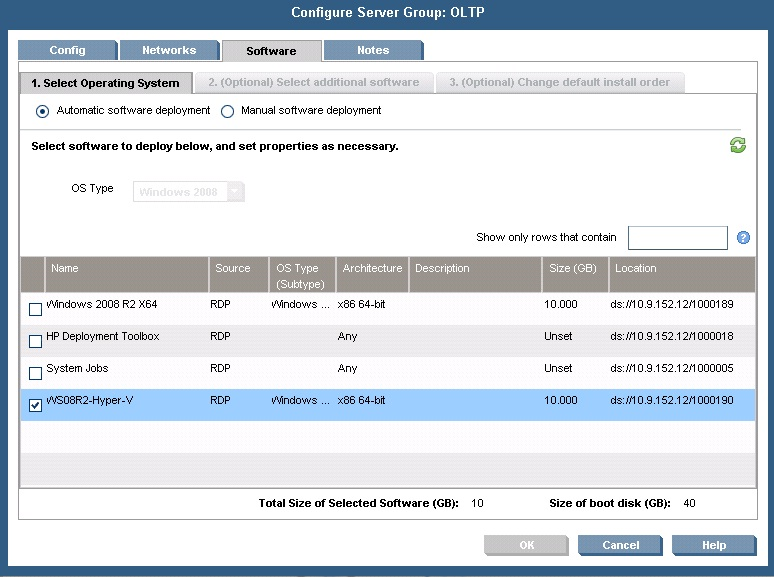 Configure Server Group: OLTP
Config Networks Software Notes
1. Select Operating System 2. (Optional) Select additional software 3. (Optional) Change default install order
Automatic software deployment Manual software deployment
Select software to deploy below, and set properties as necessary.
OS Type Windows 2008
Show only rows that contain ?
Name Source OS Type (Subtype) Architecture Description Size (GB) Location
Windows 2008 R2 X64 RDP Windows ... x86 64-bit 10.000 ds://10.9.152.12/1000189
HP Deployment Toolbox RDP Any Unset ds://10.9.152.12/1000018
System Jobs RDP Any Unset ds://10.9.152.12/1000005
WS08R2-Hyper-V RDP Windows ... x86 64-bit 10.000 ds://10.9.152.12/1000190
Total Size of Selected Software (GB): 10 Size of boot disk (GB): 40
OK Cancel Help